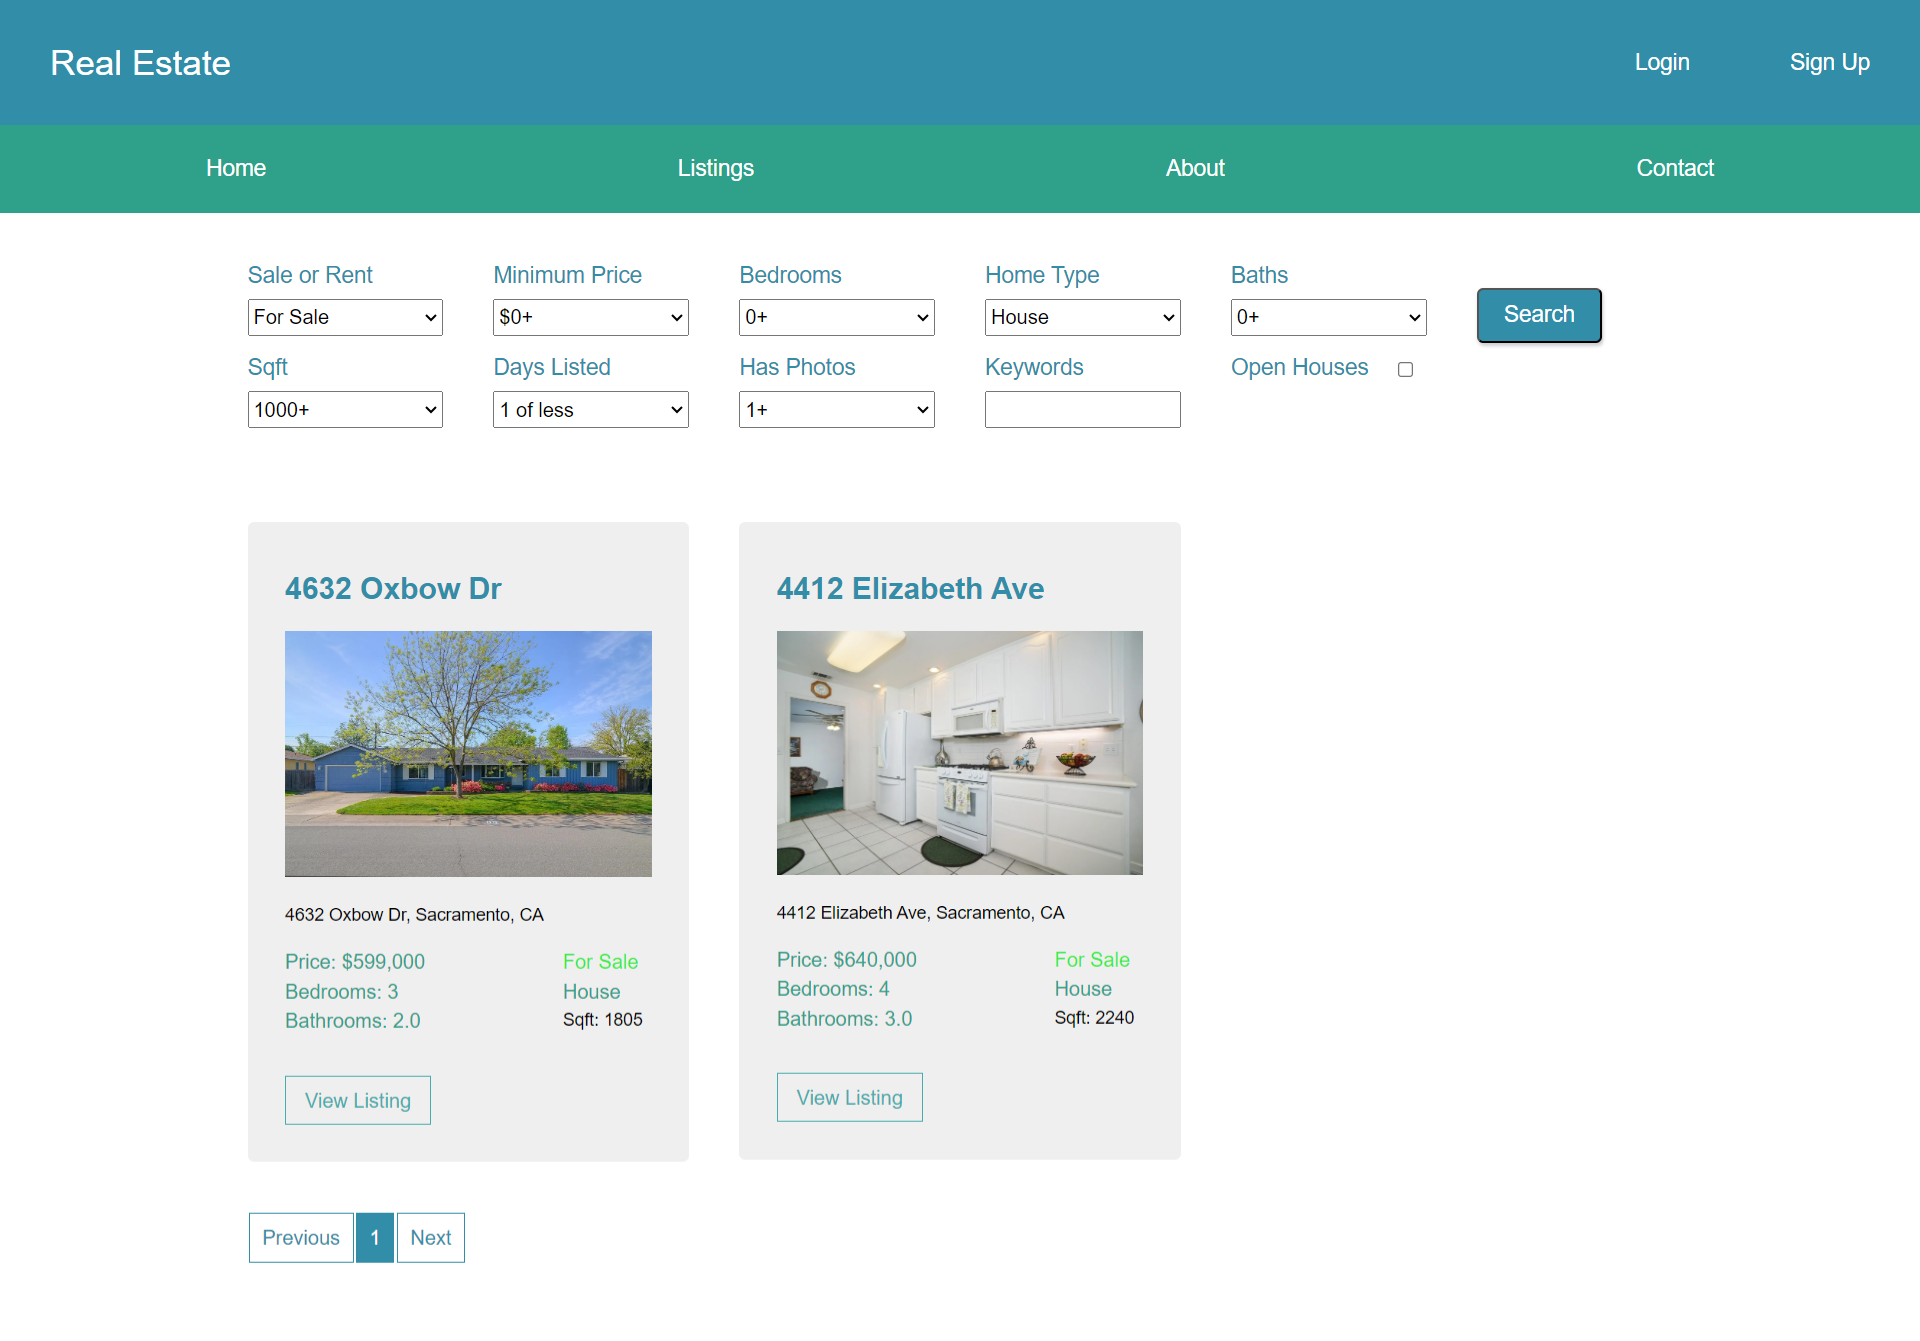 Real Estate
Login
Sign Up
Home
Listings
About
Contact
Sale or Rent
Minimum Price
Bedrooms
Home Type
Baths
For Sale
$0+
0+
House
0+
Search
Sqft
Days Listed
Has Photos
Keywords
Open Houses
1000+
1 of less
1+
4632 Oxbow Dr
4632 Oxbow Dr, Sacramento, CA
Price: $599,000
For Sale
Bedrooms: 3
House
Bathrooms: 2.0
Sqft: 1805
View Listing
4412 Elizabeth Ave
4412 Elizabeth Ave, Sacramento, CA
Price: $640,000
For Sale
Bedrooms: 4
House
Bathrooms: 3.0
Sqft: 2240
View Listing
Previous
1
Next